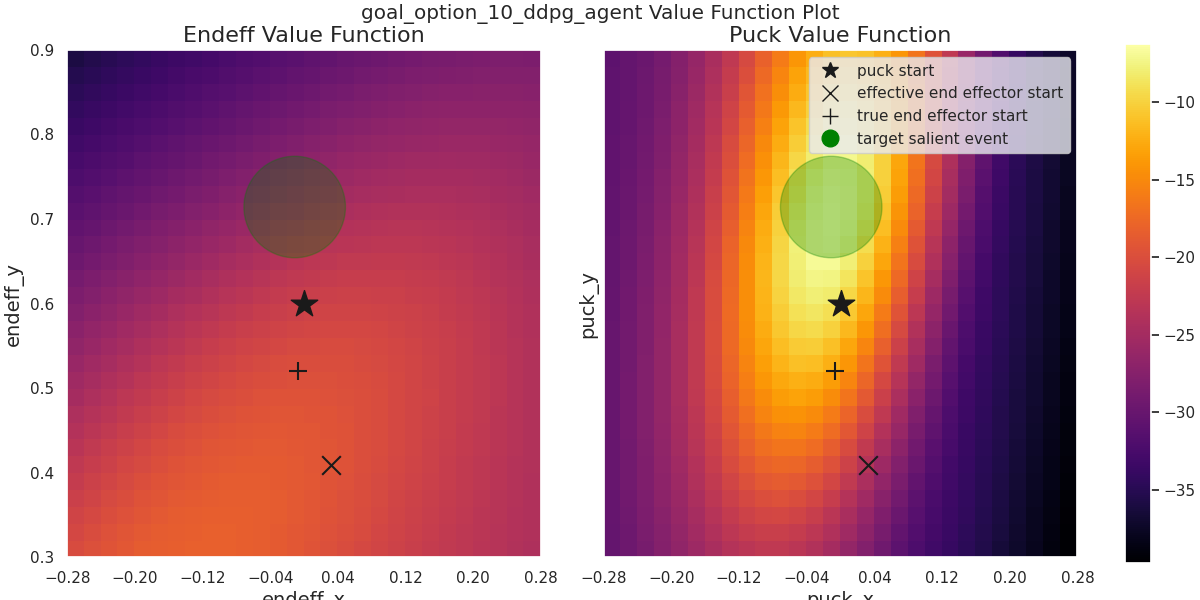 goal_option_10_ddpg_agent Value Function Plot
Endeff Value Function
Puck Value Function
puck start
effective end effector start
true end effector start
target salient event
endeff_y
0.9
0.8
0.7
0.6
0.5
0.4
0.3
−0.28 −0.20 −0.12 −0.04 0.04 0.12 0.20 0.28
endeff_x
puck_y
−0.28 −0.20 −0.12 −0.04 0.04 0.12 0.20 0.28
puck_x
−10
−15
−20
−25
−30
−35